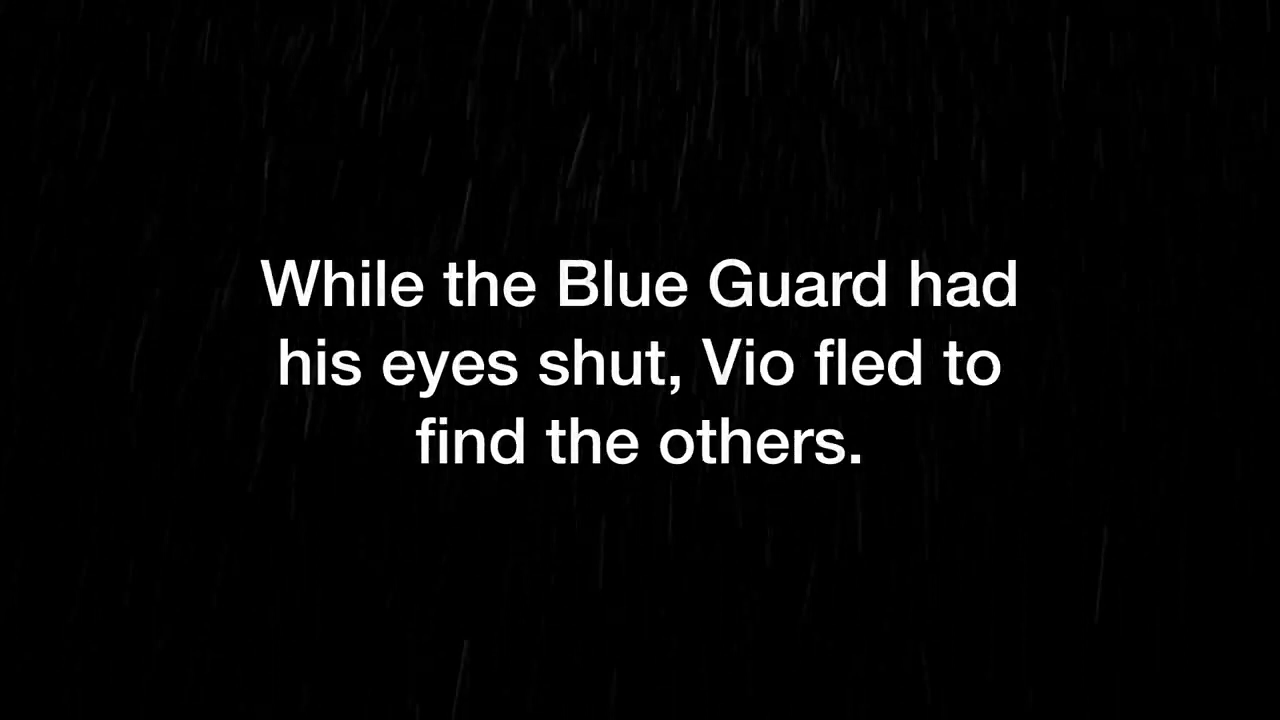 While the Blue Guard had
his eyes shut, Vio fled to
find the others.